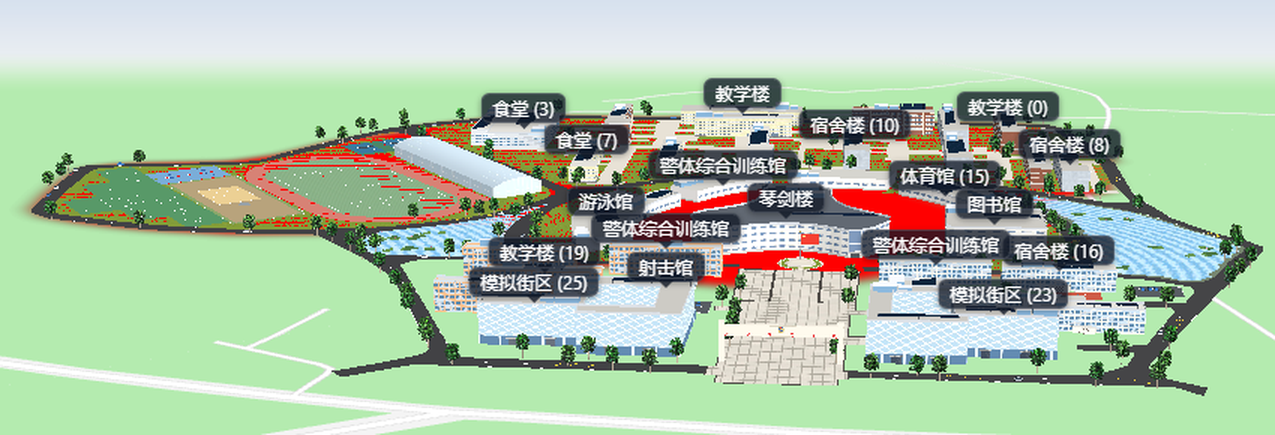 教学楼
食堂 (3)
教学楼 (0)
宿舍楼 (10)
食堂 (7)
宿舍楼 (8)
警体综合训练馆
体育馆 (15)
游泳馆
琴剑楼
图书馆
警体综合训练馆
警体综合训练馆
教学楼 (19)
宿舍楼 (16)
射击馆
模拟街区 (25)
模拟街区 (23)